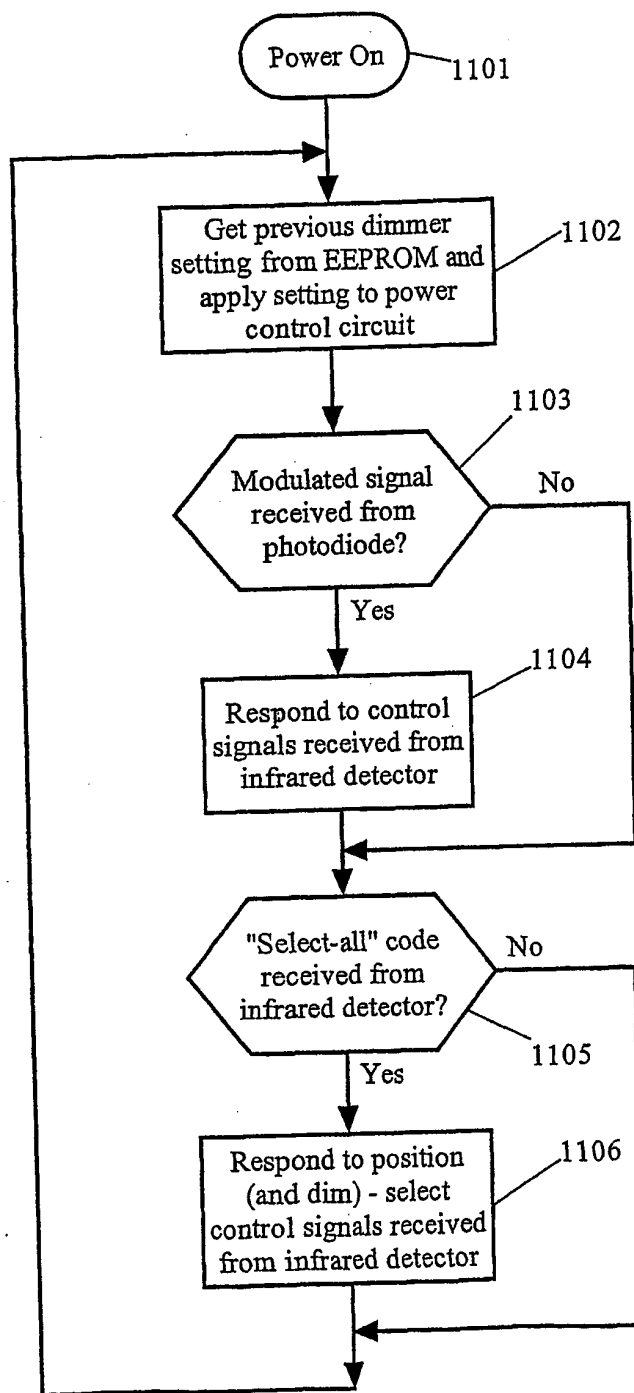 Power On
1101
Get previous dimmer
setting from EEPROM and
apply setting to power
control circuit
1102
1103
Modulated signal
received from
photodiode?
No
Yes
1104
Respond to control
signals received from
infrared detector
"Select-all" code
received from
infrared detector?
No
1105
Yes
Respond to position
(and dim) - select
control signals received
from infrared detector
1106